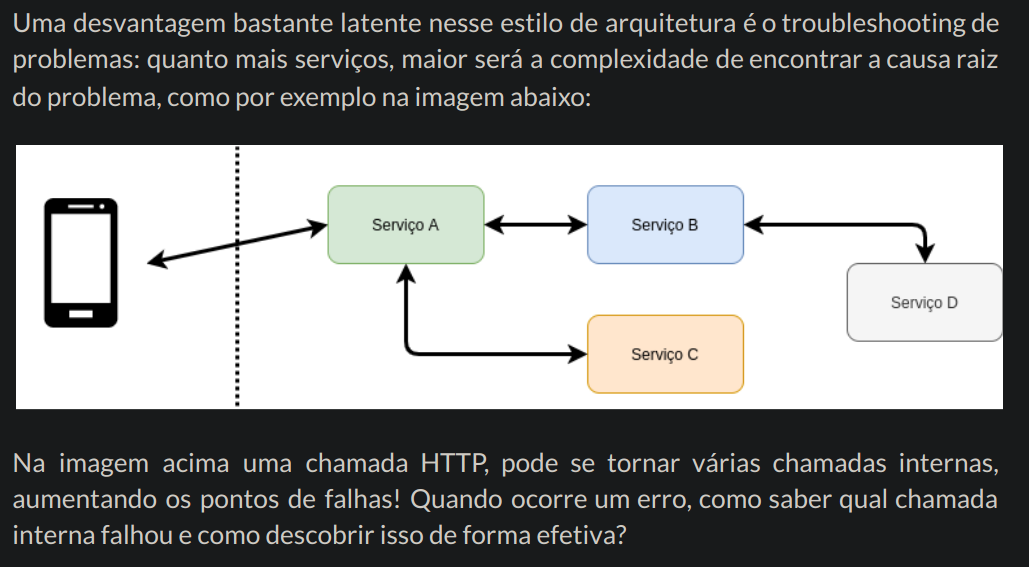 Uma desvantagem bastante latente nesse estilo de arquitetura é o troubleshooting de
problemas: quanto mais serviços, maior será a complexidade de encontrar a causa raiz
do problema, como por exemplo na imagem abaixo:
Serviço A
Serviço B
Serviço D
Serviço C
Na imagem acima uma chamada HTTP, pode se tornar várias chamadas internas,
aumentando os pontos de falhas! Quando ocorre um erro, como saber qual chamada
interna falhou e como descobrir isso de forma efetiva?